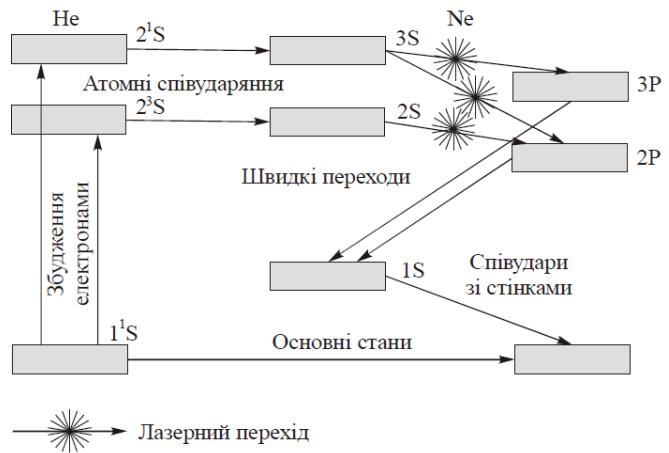 He
Ne
2¹S
3S
Атомні співударяння
3P
2³S
2S
2P
Швидкі переходи
Збудження
електронами
1S
Співудари
зі стінками
1¹S
Основні стани
Лазерний перехід